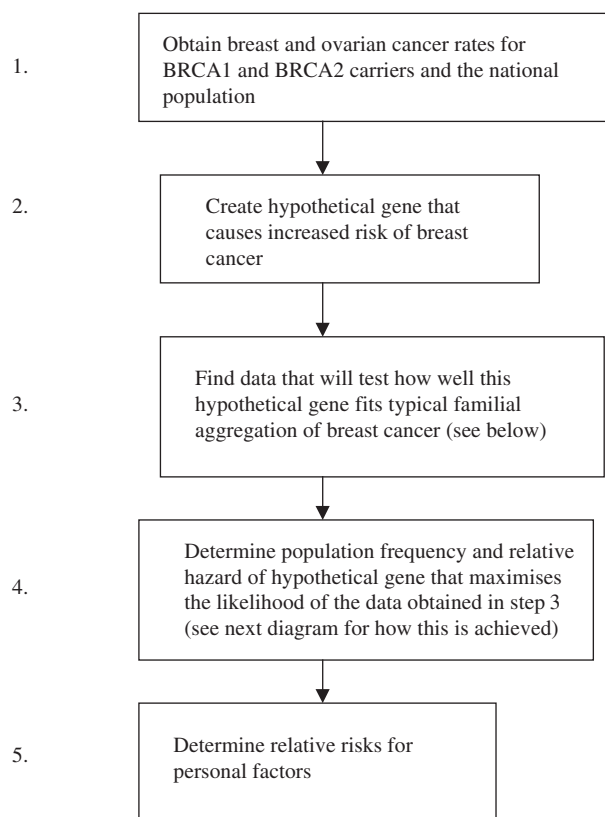 1.
Obtain breast and ovarian cancer rates for
BRCA1 and BRCA2 carriers and the national
population
2.
Create hypothetical gene that
causes increased risk of breast
cancer
3.
Find data that will test how well this
hypothetical gene fits typical familial
aggregation of breast cancer (see below)
4.
Determine population frequency and relative
hazard of hypothetical gene that maximises
the likelihood of the data obtained in step 3
(see next diagram for how this is achieved)
5.
Determine relative risks for
personal factors